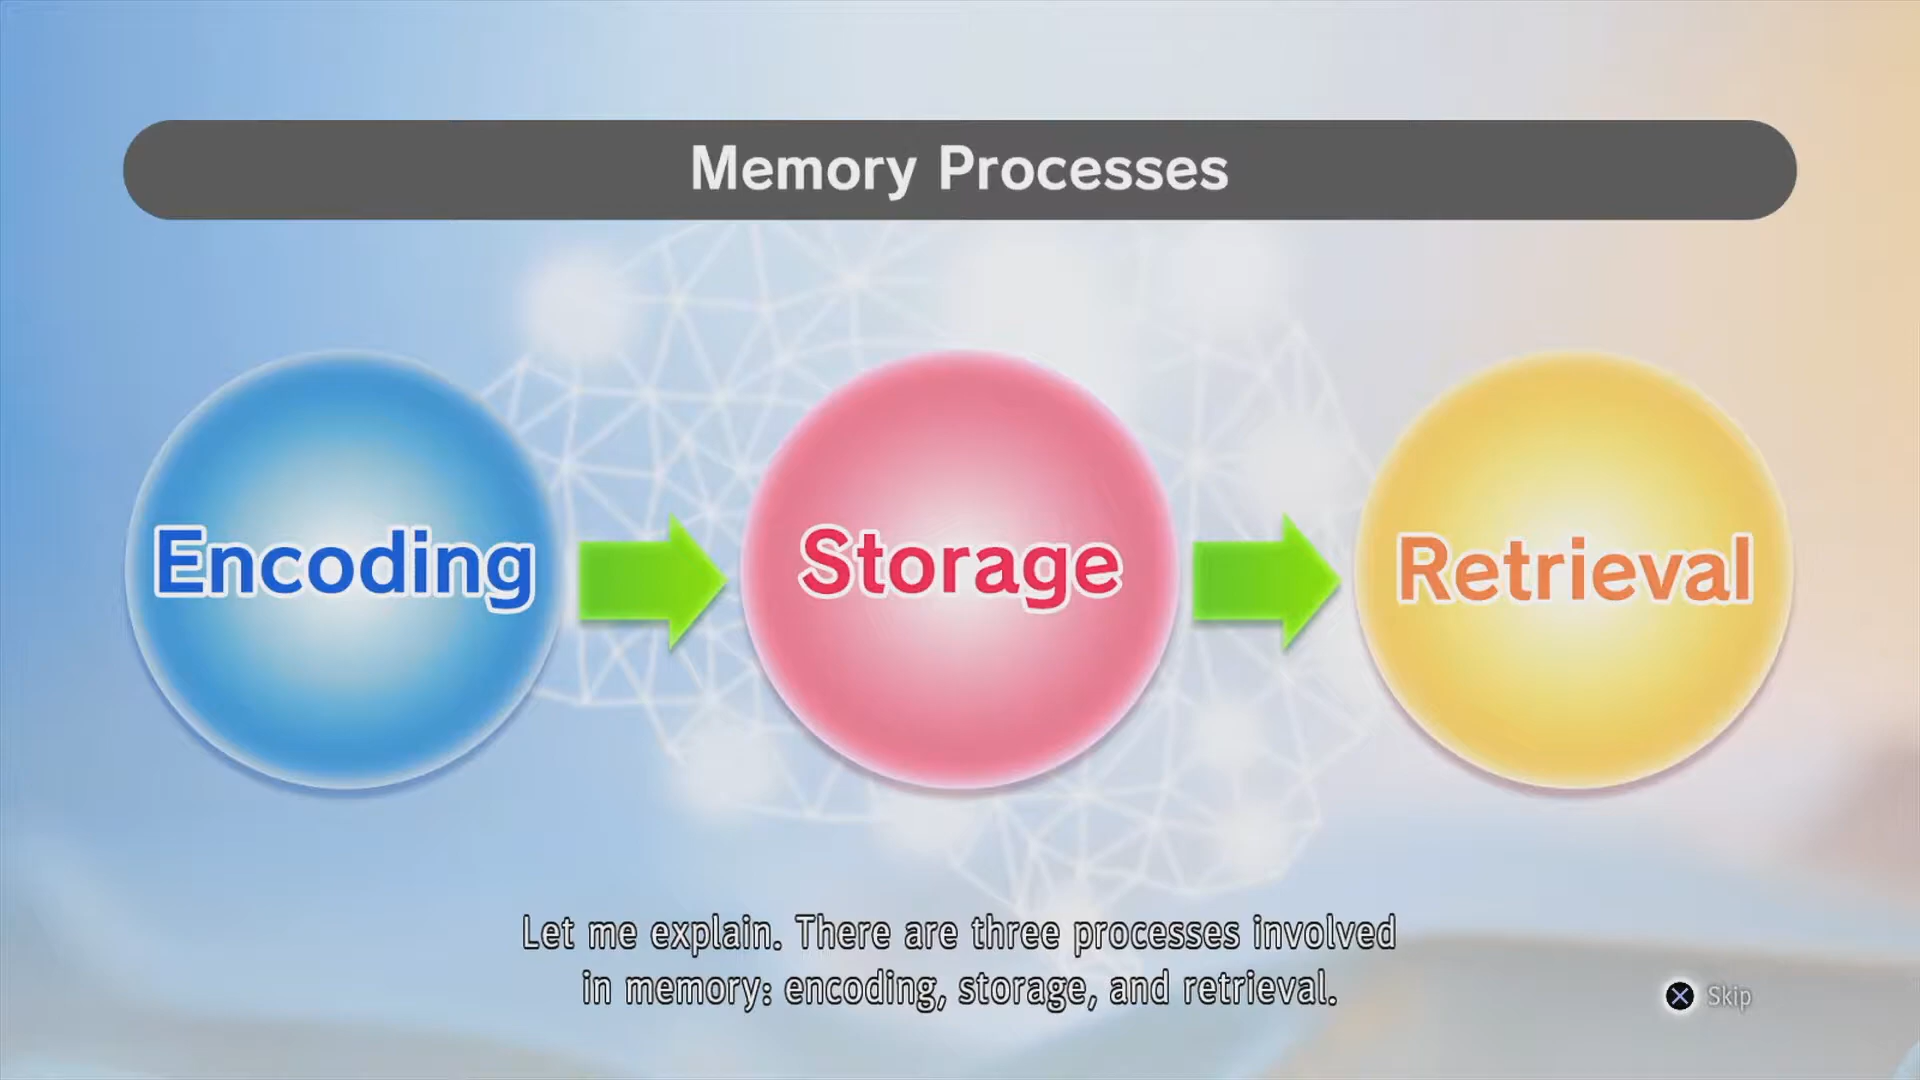 Memory Processes
Encoding
Storage
Retrieval
Let me explain. There are three processes involved
in memory: encoding, storage, and retrieval.
Skip